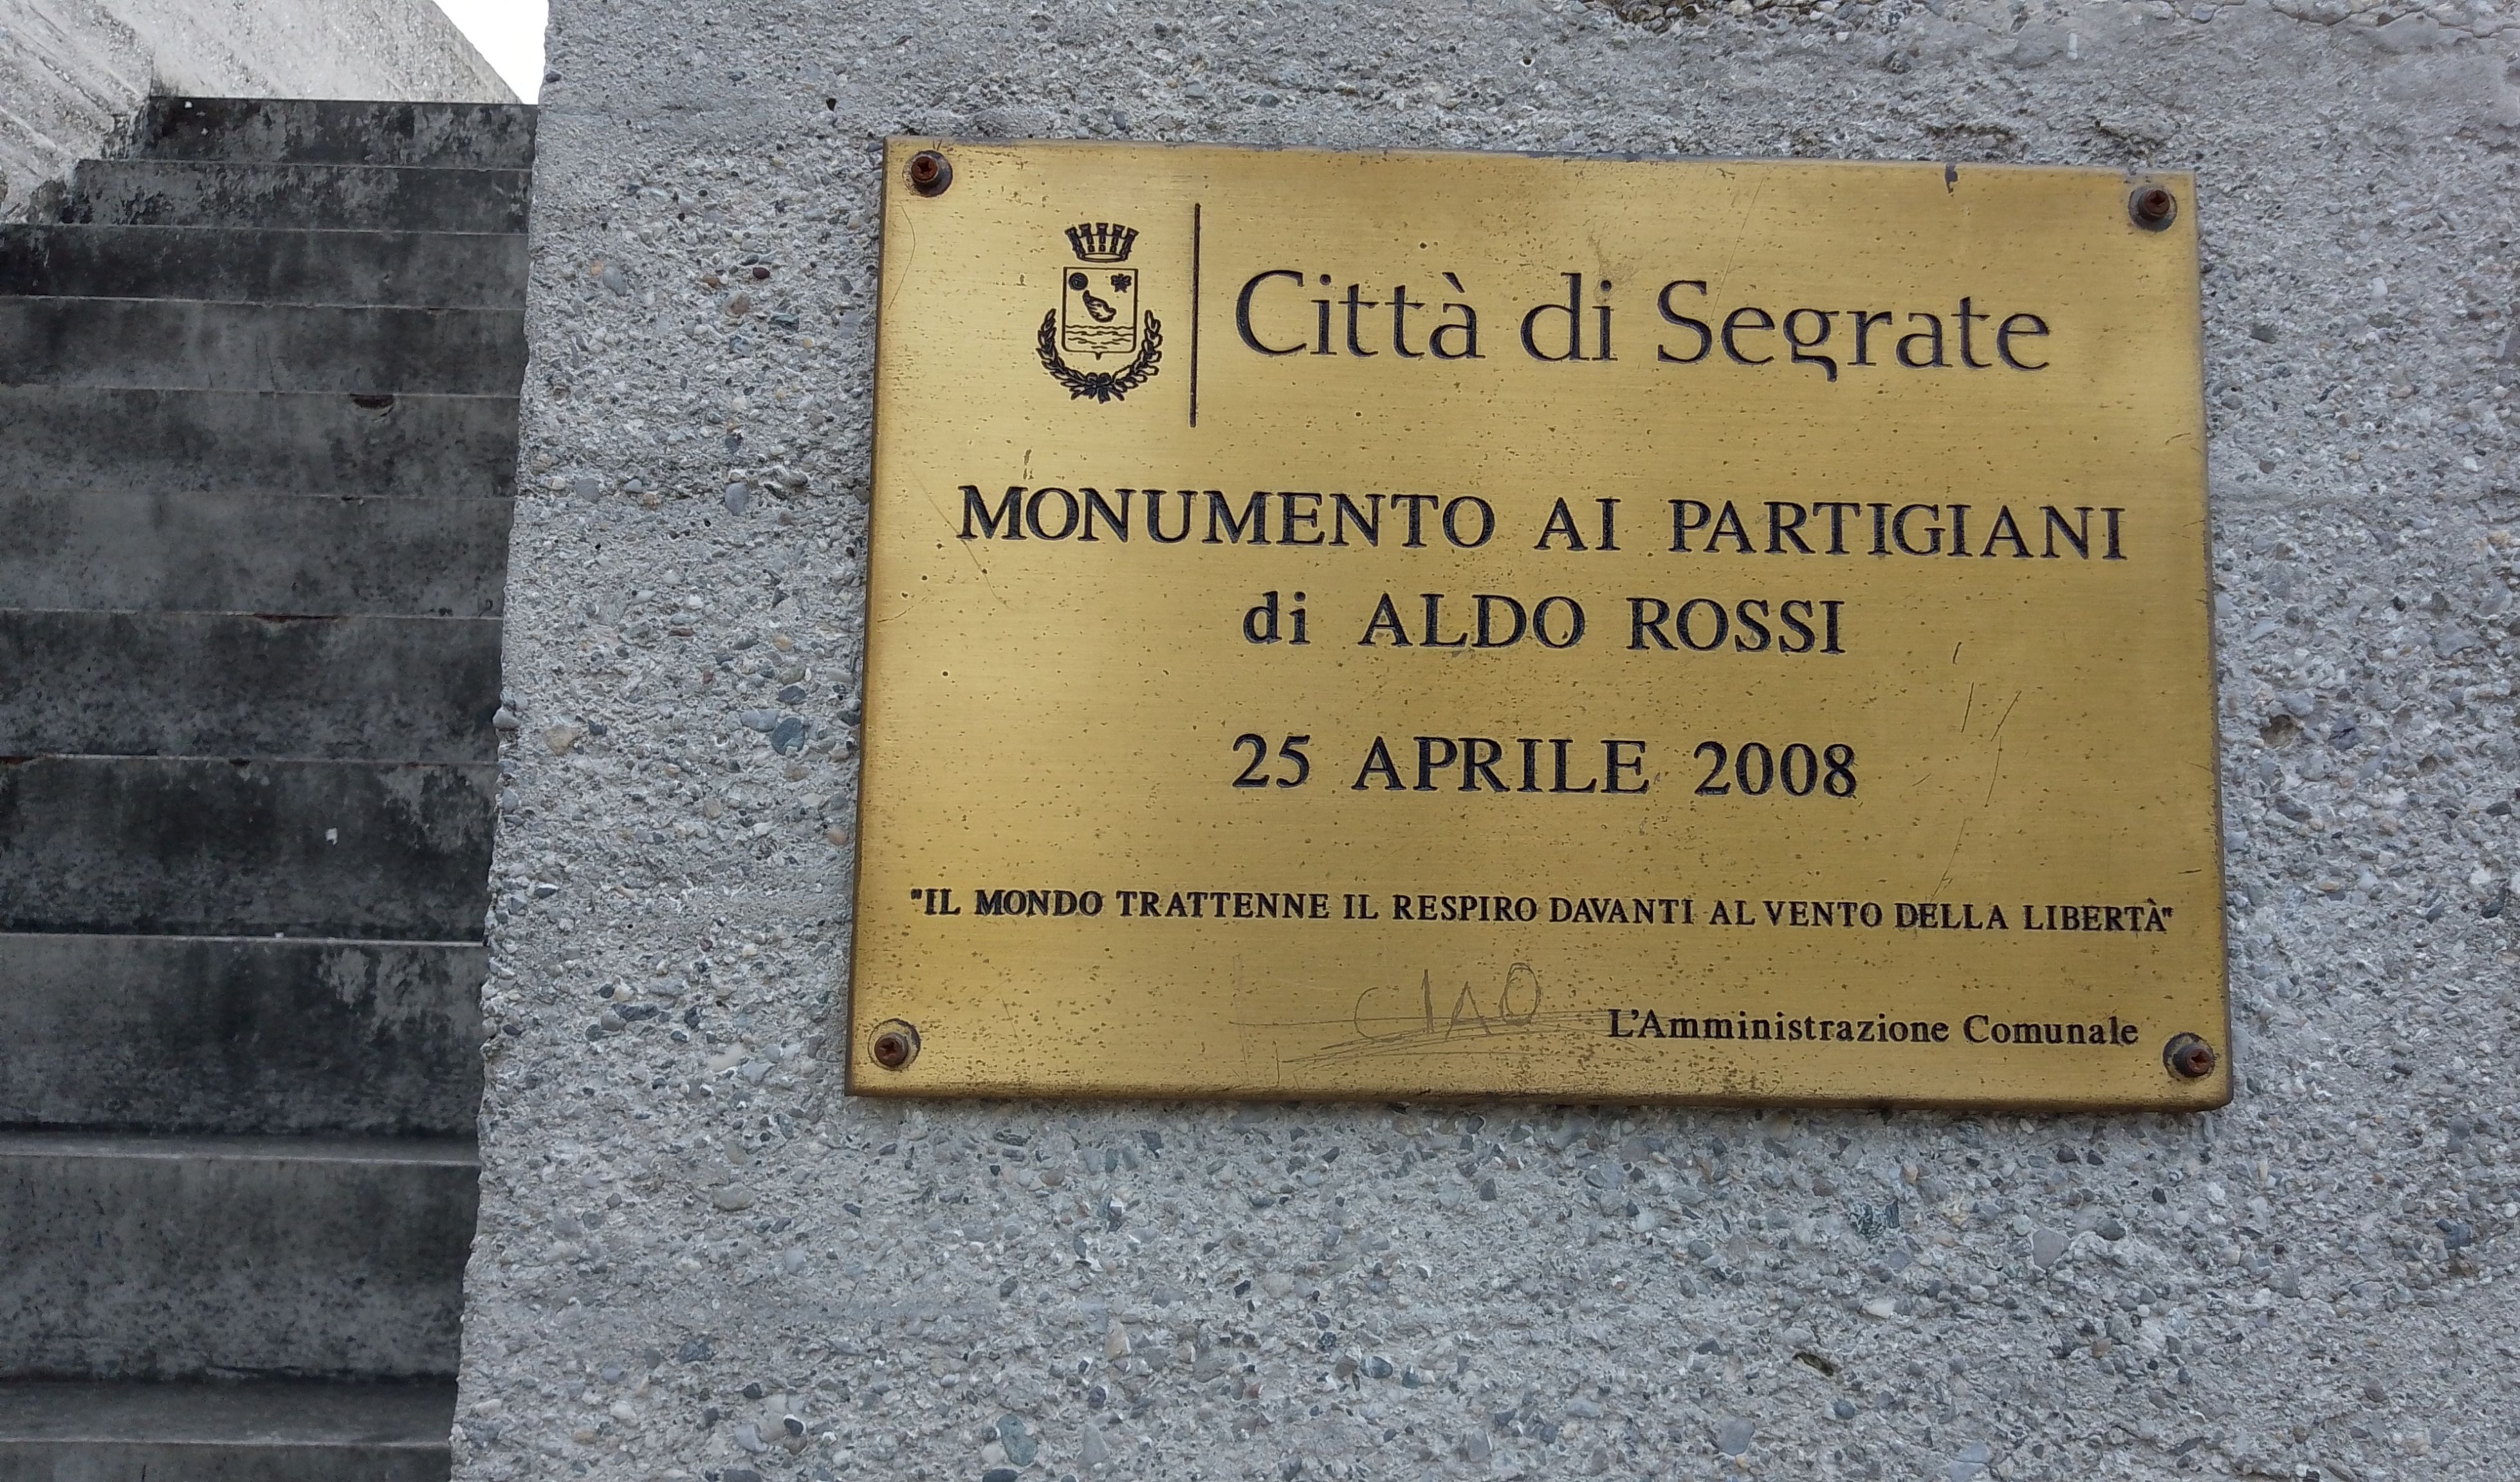 Città di Segrate
MONUMENTO AI PARTIGIANI
di ALDO ROSSI
25 APRILE 2008
"IL MONDO TRATTENNE IL RESPIRO DAVANTI AL VENTO DELLA LIBERTÀ"
CIAO
L'Amministrazione Comunale